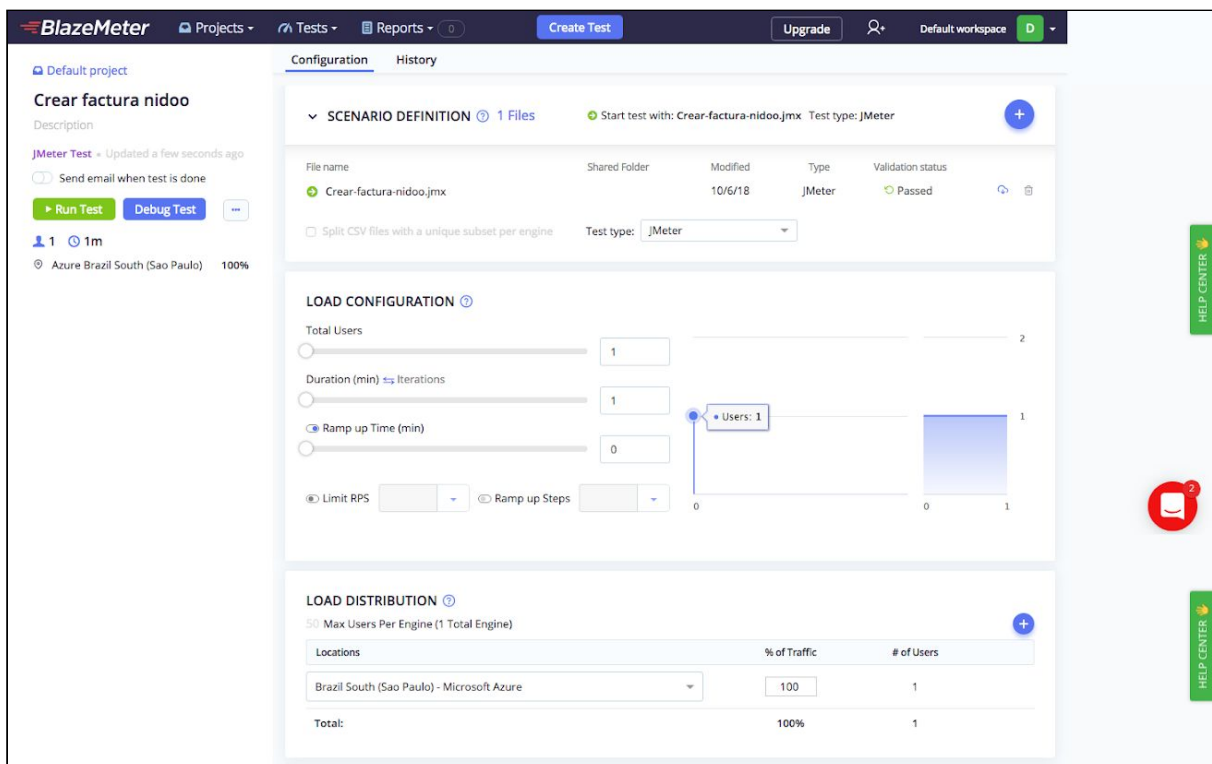 BlazeMeter Projects Tests Reports 0 Create Test Upgrade Default workspace D
Default project
Crear factura nidoo
Description
JMeter Test • Updated a few seconds ago
Send email when test is done
Run Test Debug Test ...
1 1m
Azure Brazil South (Sao Paulo) 100%
Configuration History
SCENARIO DEFINITION ? 1 Files Start test with: Crear-factura-nidoo.jmx Test type: JMeter +
File name Shared Folder Modified Type Validation status
Crear-factura-nidoo.jmx 10/6/18 JMeter Passed
Split CSV files with a unique subset per engine Test type: JMeter
LOAD CONFIGURATION ?
Total Users
1
Duration (min) Iterations
1
Ramp up Time (min)
0
Limit RPS Ramp up Steps
2
• Users: 1 1
0 0 1
LOAD DISTRIBUTION ?
50 Max Users Per Engine (1 Total Engine) +
Locations % of Traffic # of Users
Brazil South (Sao Paulo) - Microsoft Azure 100 1
Total: 100% 1
HELP CENTER
2
HELP CENTER